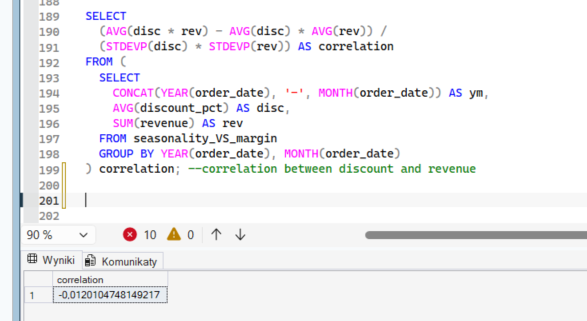 188
189 SELECT
190 (AVG(disc * rev) - AVG(disc) * AVG(rev)) /
191 (STDEVP(disc) * STDEVP(rev)) AS correlation
192 FROM (
193 SELECT
194 CONCAT(YEAR(order_date), '-', MONTH(order_date)) AS ym,
195 AVG(discount_pct) AS disc,
196 SUM(revenue) AS rev
197 FROM seasonality_VS_margin
198 GROUP BY YEAR(order_date), MONTH(order_date)
199 ) correlation; --correlation between discount and revenue
200
201
202
90 % 10 0
Wyniki Komunikaty
correlation
1 -0,0120104748149217